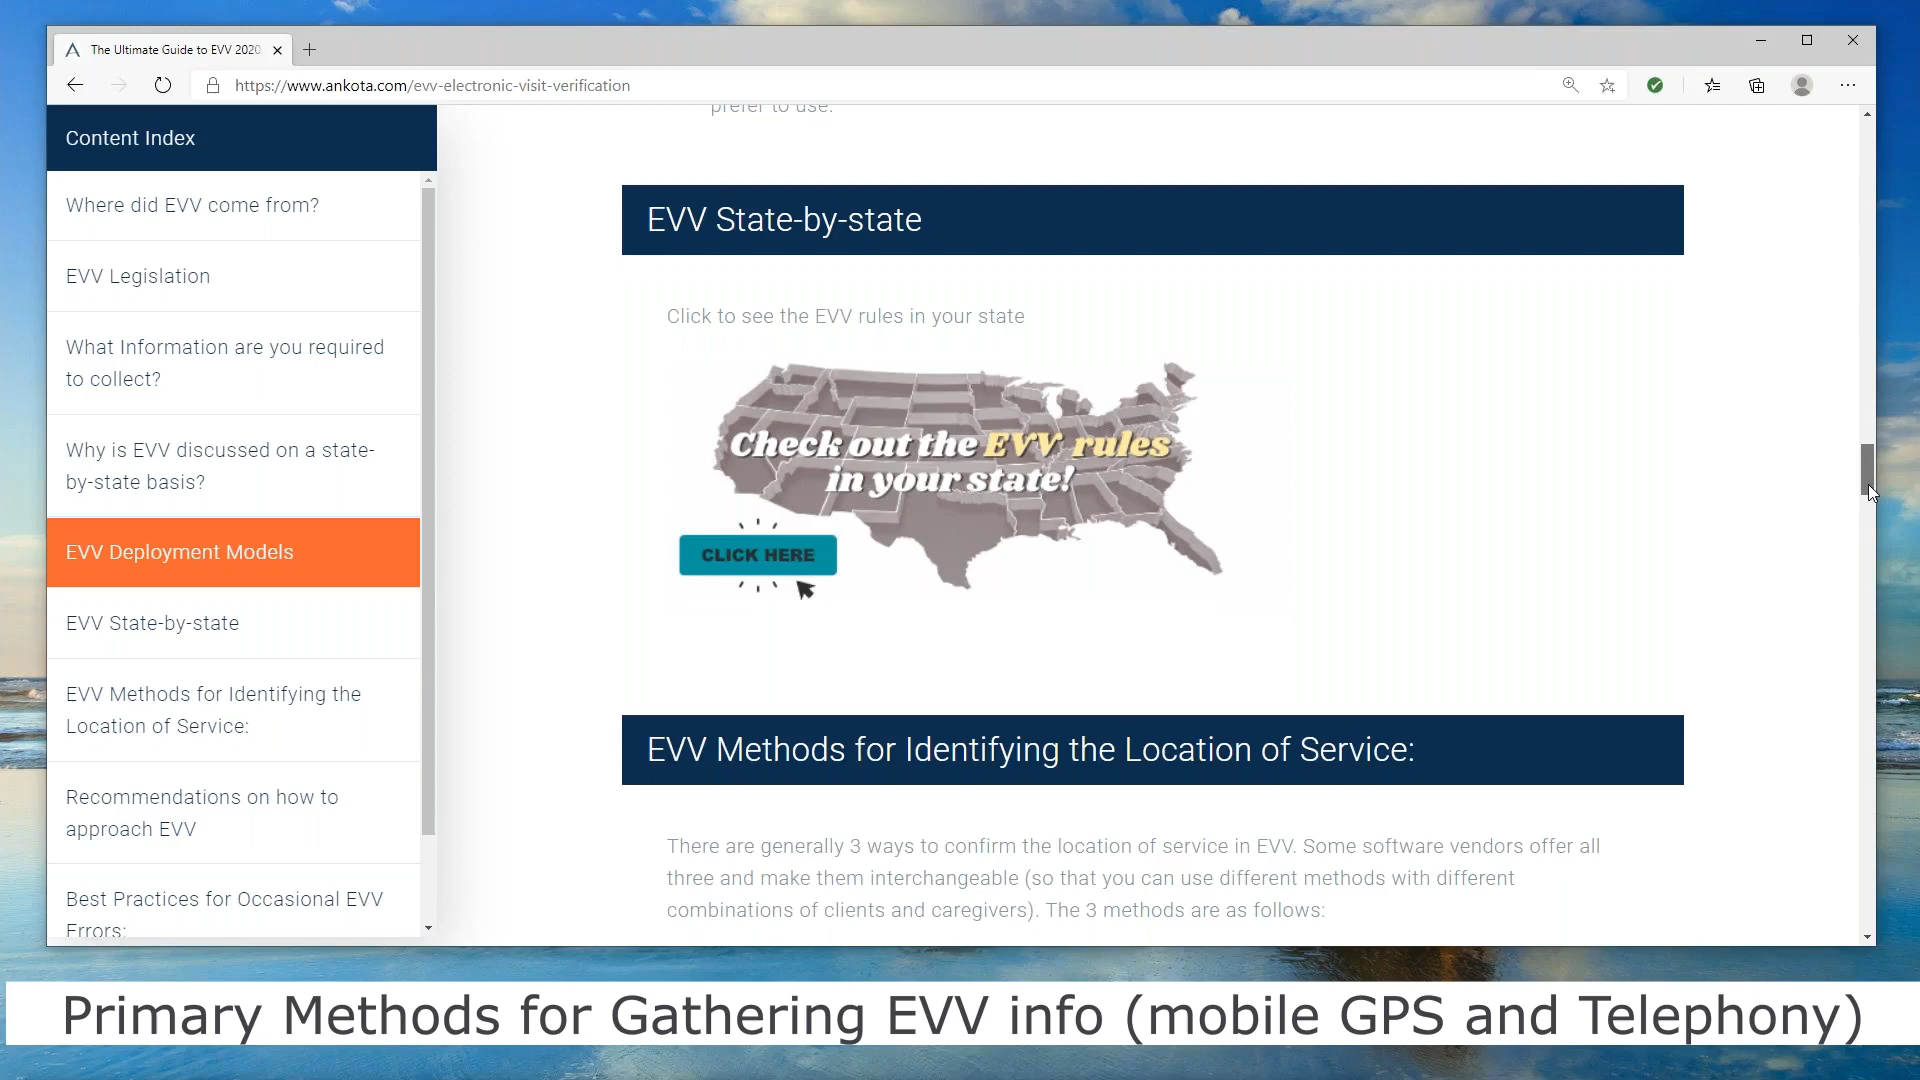 The Ultimate Guide to EVV 2020
https://www.ankota.com/evv-electronic-visit-verification
Content Index
Where did EVV come from?
EVV Legislation
What Information are you required
to collect?
Why is EVV discussed on a state-
by-state basis?
EVV Deployment Models
EVV State-by-state
EVV Methods for Identifying the
Location of Service:
Recommendations on how to
approach EVV
Best Practices for Occasional EVV
Errors:
prefer to use.
EVV State-by-state
Click to see the EVV rules in your state
Check out the EVV rules
in your state!
CLICK HERE
EVV Methods for Identifying the Location of Service:
There are generally 3 ways to confirm the location of service in EVV. Some software vendors offer all
three and make them interchangeable (so that you can use different methods with different
combinations of clients and caregivers). The 3 methods are as follows:
Primary Methods for Gathering EVV info (mobile GPS and Telephony)